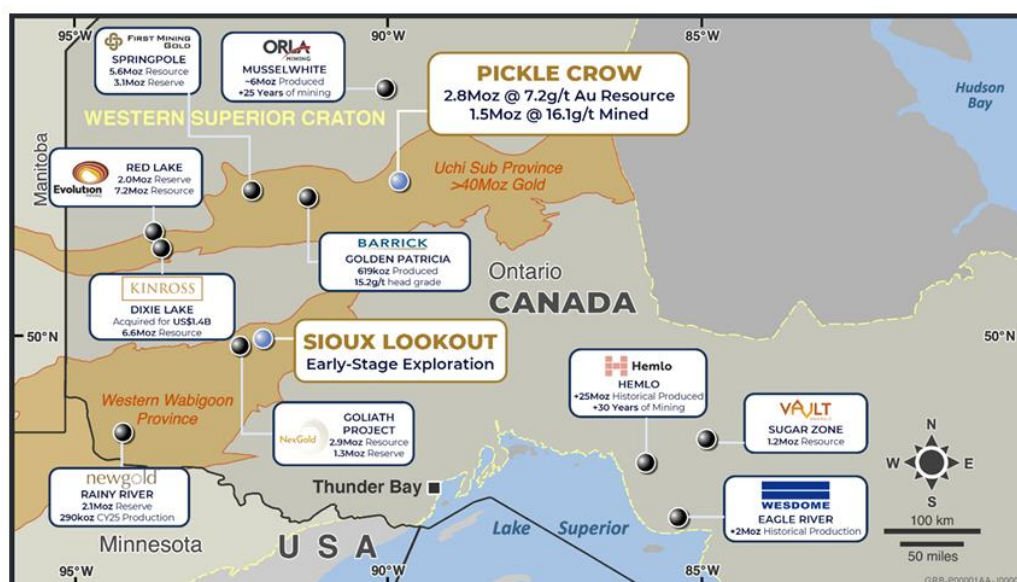 95°W
90°W
85°W
FIRST MINING GOLD
SPRINGPOLE
5.6Moz Resource
3.1Moz Reserve
ORLA
MINING
MUSSELWHITE
~6Moz Produced
+25 Years of mining
PICKLE CROW
2.8Moz @ 7.2g/t Au Resource
1.5Moz @ 16.1g/t Mined
Hudson
Bay
WESTERN SUPERIOR CRATON
Manitoba
Evolution
RED LAKE
2.0Moz Reserve
7.2Moz Resource
Uchi Sub Province
>40Moz Gold
BARRICK
GOLDEN PATRICIA
619koz Produced
15.2g/t head grade
Ontario
CANADA
KINROSS
DIXIE LAKE
Acquired for US$1.4B
6.6Moz Resource
50°N
50°N
SIOUX LOOKOUT
Early-Stage Exploration
Hemlo
HEMLO
+25Moz Historical Produced
+30 Years of Mining
Western Wabigoon
Province
NexGold
GOLIATH
PROJECT
2.9Moz Resource
1.3Moz Reserve
VAULT
SUGAR ZONE
1.2Moz Resource
N
W
E
S
newgold
RAINY RIVER
2.1Moz Reserve
290koz CY25 Production
Thunder Bay
WESDOME
EAGLE RIVER
+2Moz Historical Production
100 km
50 miles
Lake Superior
Minnesota
USA
95°W
90°W
85°W